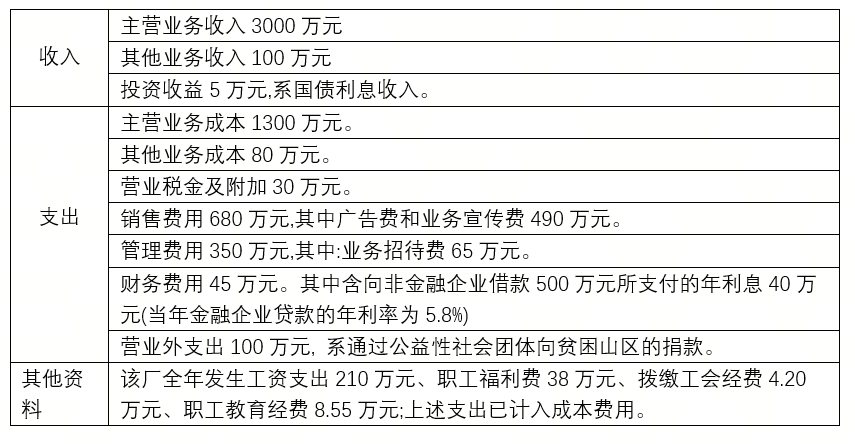 收入
主营业务收入 3000 万元
其他业务收入 100 万元
投资收益 5 万元,系国债利息收入。
支出
主营业务成本 1300 万元。
其他业务成本 80 万元。
营业税金及附加 30 万元。
销售费用 680 万元,其中广告费和业务宣传费 490 万元。
管理费用 350 万元,其中:业务招待费 65 万元。
财务费用 45 万元。其中含向非金融企业借款 500 万元所支付的年利息 40 万
元(当年金融企业贷款的年利率为 5.8%)
营业外支出 100 万元, 系通过公益性社会团体向贫困山区的捐款。
其他资
料
该厂全年发生工资支出 210 万元、职工福利费 38 万元、拨缴工会经费 4.20
万元、职工教育经费 8.55 万元;上述支出已计入成本费用。